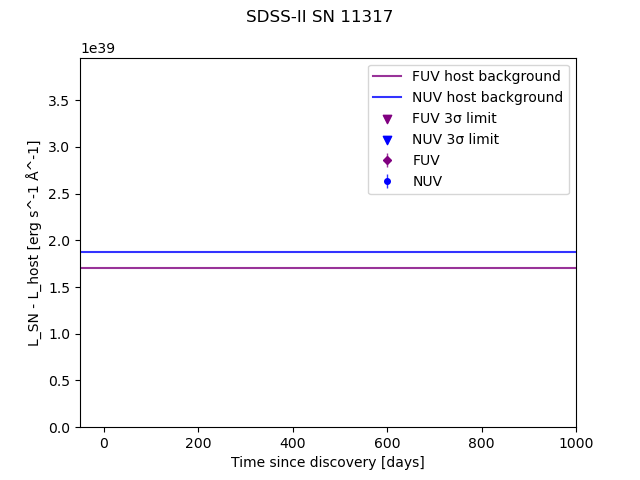 SDSS-II SN 11317
1e39
FUV host background
NUV host background
FUV 3σ limit
NUV 3σ limit
FUV
NUV
3.5
3.0
2.5
2.0
1.5
1.0
0.5
0.0
L_SN - L_host [erg s^-1 Å^-1]
0 200 400 600 800 1000
Time since discovery [days]